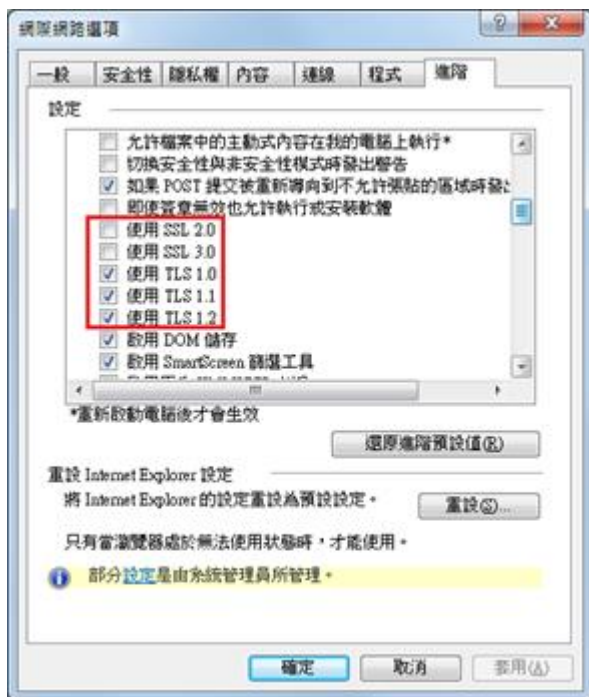 網際網路選項
一般 安全性 隱私權 內容 連線 程式 進階
設定
允許檔案中的主動式內容在我的電腦上執行*
切換安全性與非安全性模式時發出警告
如果 POST 提交被重新導向到不允許張貼的區域時發
即使簽章無效也允許執行或安裝軟體
使用 SSL 2.0
使用 SSL 3.0
使用 TLS 1.0
使用 TLS 1.1
使用 TLS 1.2
啟用 DOM 儲存
啟用 SmartScreen 篩選工具
*重新啟動電腦後才會生效
還原進階預設值(R)
重設 Internet Explorer 設定
將 Internet Explorer 的設定重設為預設設定。
重設(S)...
只有當瀏覽器處於無法使用狀態時，才能使用。
部分設定是由系統管理員所管理。
確定 取消 套用(A)